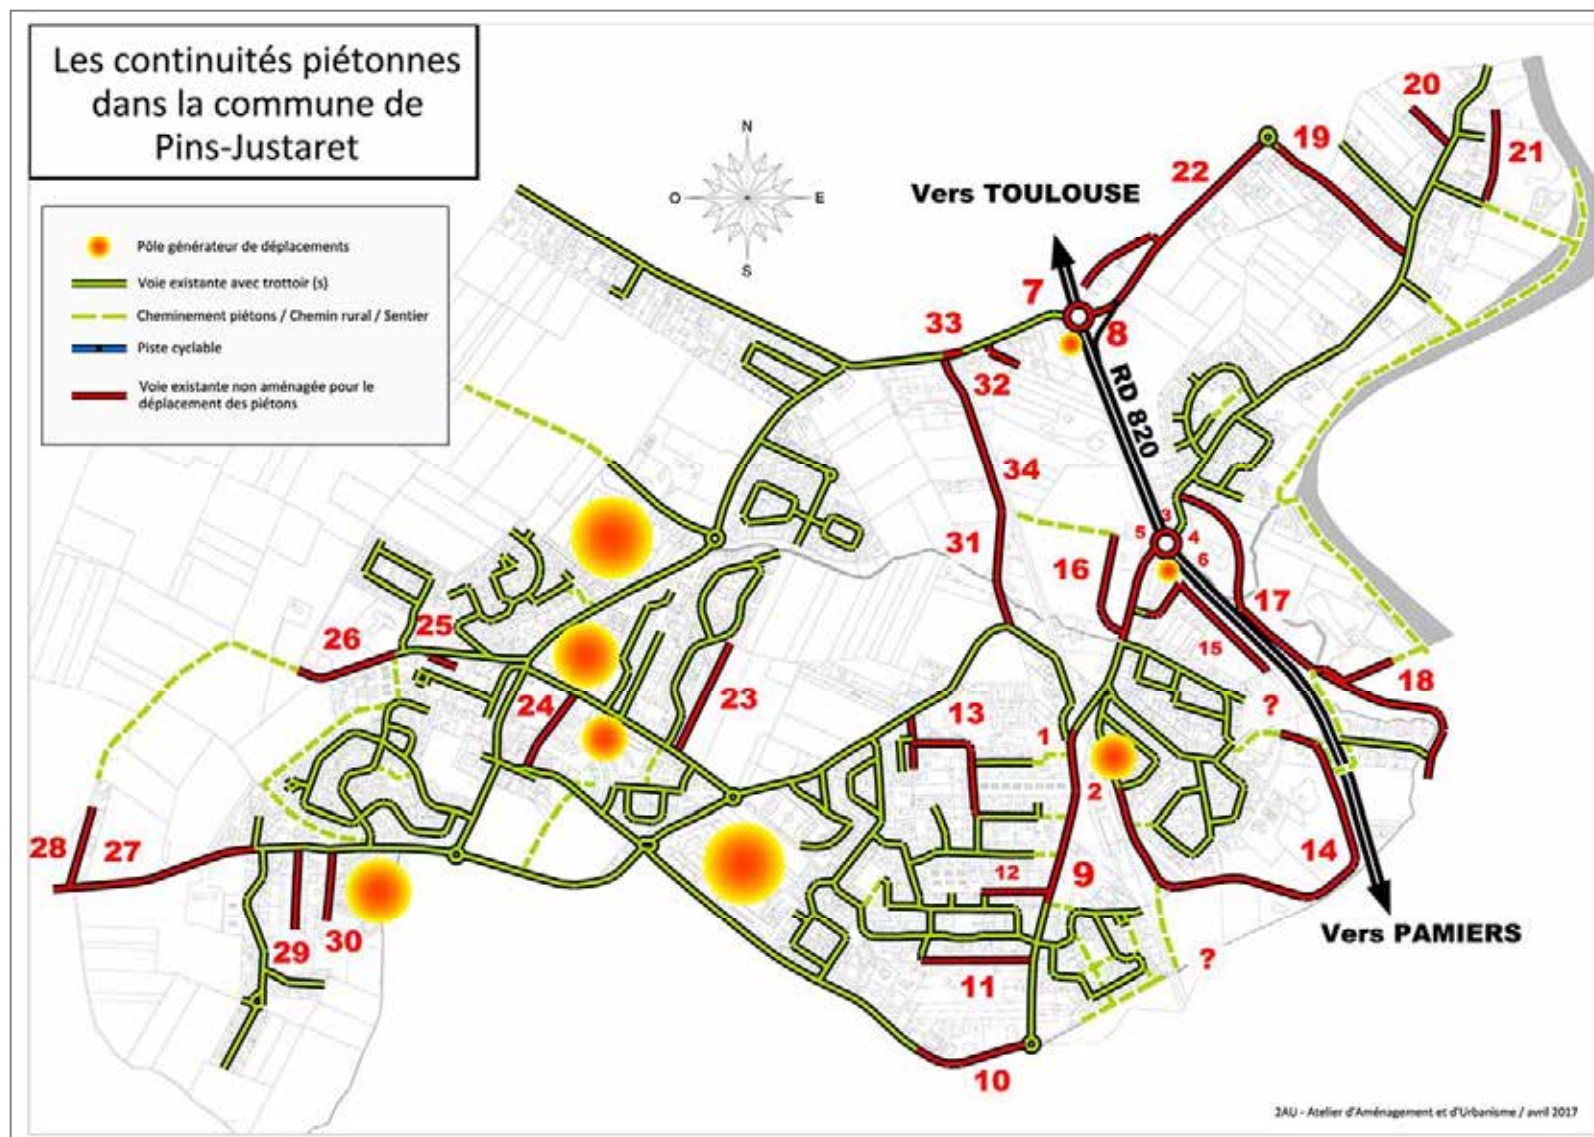 Les continuités piétonnes
dans la commune de
Pins-Justaret
N
O
E
S
Pôle générateur de déplacements
Voie existante avec trottoir (s)
Cheminement piétons / Chemin rural / Sentier
Piste cyclable
Voie existante non aménagée pour le
déplacement des piétons
Vers TOULOUSE
20
19
21
22
7
8
33
32
RD 820
34
31
3
5
4
6
16
17
15
18
26
25
24
23
13
1
?
2
28
27
14
12
9
29
30
11
?
10
Vers PAMIERS
2AU - Atelier d'Aménagement et d'Urbanisme / avril 2017